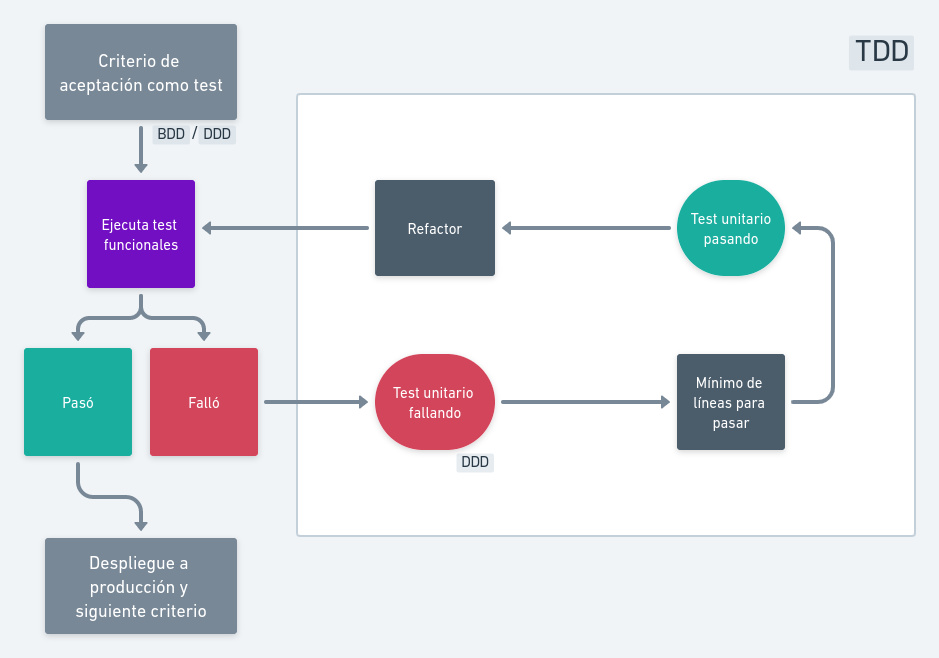 Criterio de
aceptación como test
TDD
BDD / DDD
Ejecuta test
funcionales
Refactor
Test unitario
pasando
Pasó
Falló
Test unitario
fallando
Mínimo de
líneas para
pasar
DDD
Despliegue a
producción y
siguiente criterio